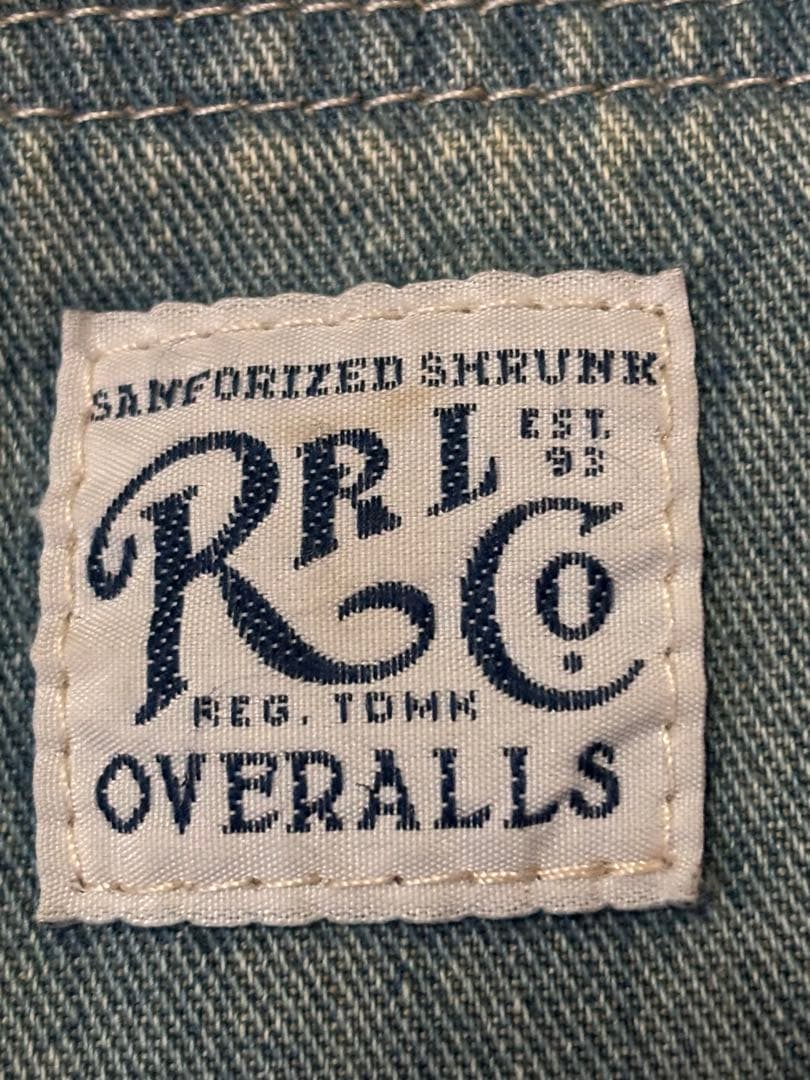 SANFORIZED SHRUNK
RRL Co.
EST. 93
REG. TDMK
OVERALLS